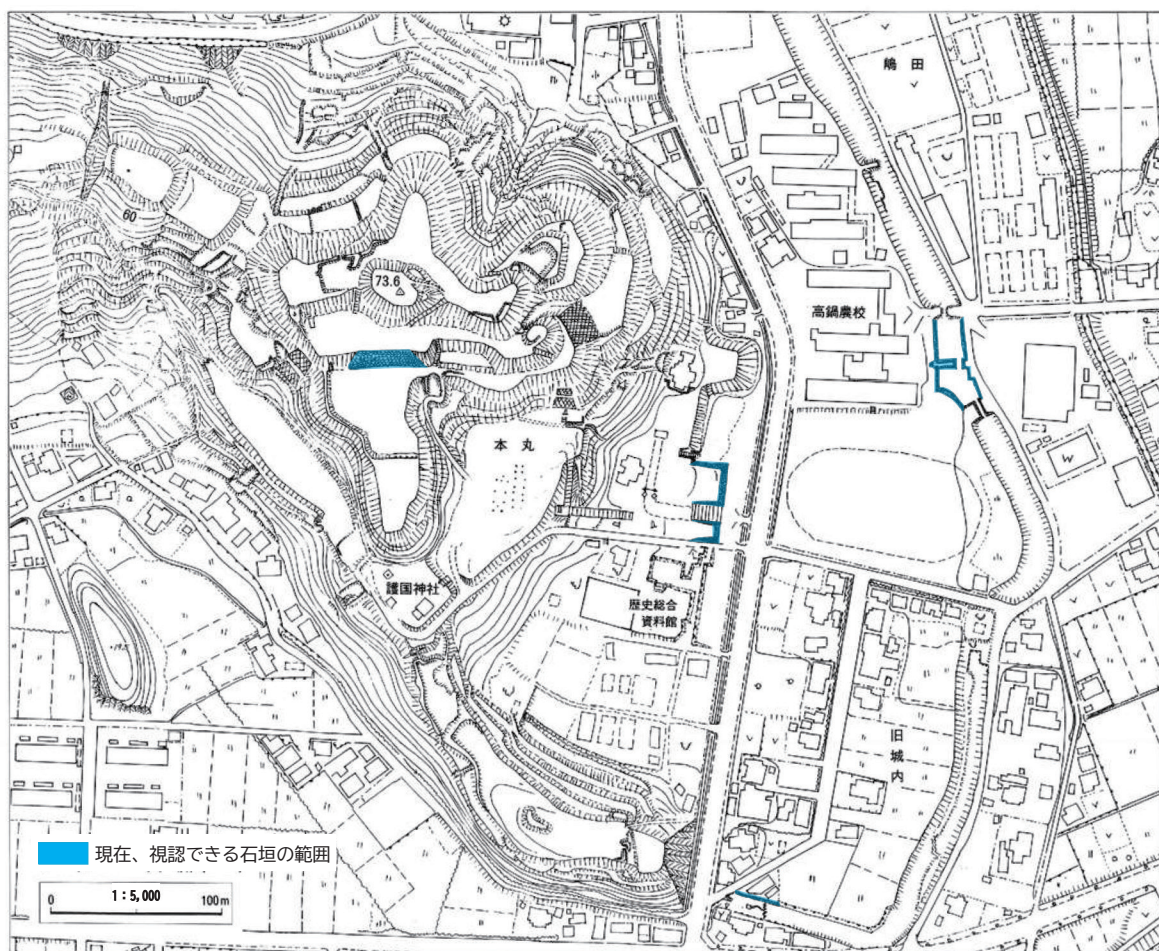 嶋田
60
73.6
高鍋農校
本丸
護国神社
歴史総合
資料館
旧城内
現在、視認できる石垣の範囲
1:5,000
0 100m